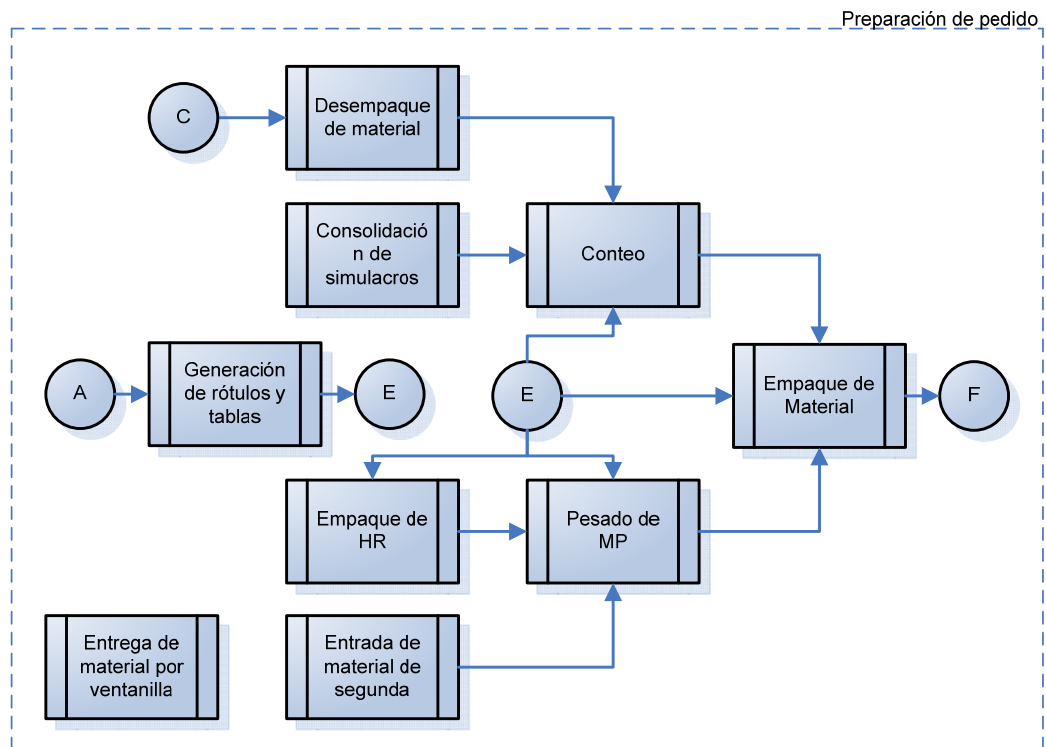 Preparación de pedido
C
Desempaque
de material
Consolidació
n de
simulacros
Conteo
A
Generación
de rótulos y
tablas
E
E
Empaque de
Material
F
Empaque de
HR
Pesado de
MP
Entrega de
material por
ventanilla
Entrada de
material de
segunda